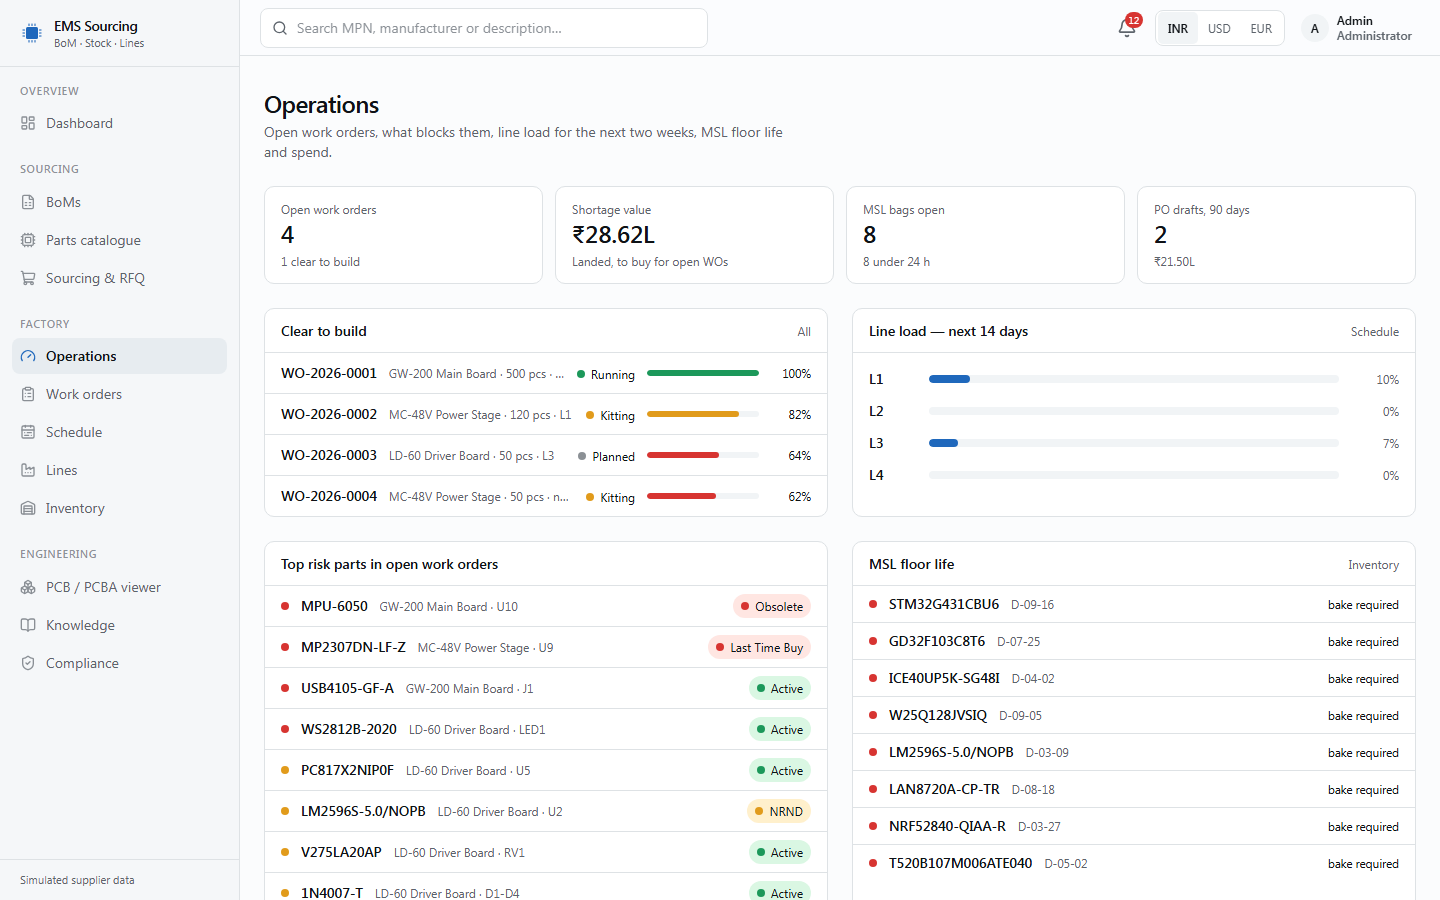 EMS Sourcing
BoM · Stock · Lines
OVERVIEW
Dashboard
SOURCING
BoMs
Parts catalogue
Sourcing & RFQ
FACTORY
Operations
Work orders
Schedule
Lines
Inventory
ENGINEERING
PCB / PCBA viewer
Knowledge
Compliance
Simulated supplier data
Search MPN, manufacturer or description...
12
INR USD EUR
A
Admin
Administrator
Operations
Open work orders, what blocks them, line load for the next two weeks, MSL floor life
and spend.
Open work orders
4
1 clear to build
Shortage value
₹28.62L
Landed, to buy for open WOs
MSL bags open
8
8 under 24 h
PO drafts, 90 days
2
₹21.50L
Clear to build All
WO-2026-0001 GW-200 Main Board · 500 pcs · ... Running 100%
WO-2026-0002 MC-48V Power Stage · 120 pcs · L1 Kitting 82%
WO-2026-0003 LD-60 Driver Board · 50 pcs · L3 Planned 64%
WO-2026-0004 MC-48V Power Stage · 50 pcs · n... Kitting 62%
Line load — next 14 days Schedule
L1 10%
L2 0%
L3 7%
L4 0%
Top risk parts in open work orders
MPU-6050 GW-200 Main Board · U10 Obsolete
MP2307DN-LF-Z MC-48V Power Stage · U9 Last Time Buy
USB4105-GF-A GW-200 Main Board · J1 Active
WS2812B-2020 LD-60 Driver Board · LED1 Active
PC817X2NIP0F LD-60 Driver Board · U5 Active
LM2596S-5.0/NOPB LD-60 Driver Board · U2 NRND
V275LA20AP LD-60 Driver Board · RV1 Active
1N4007-T LD-60 Driver Board · D1-D4 Active
MSL floor life Inventory
STM32G431CBU6 D-09-16 bake required
GD32F103C8T6 D-07-25 bake required
ICE40UP5K-SG48I D-04-02 bake required
W25Q128JVSIQ D-09-05 bake required
LM2596S-5.0/NOPB D-03-09 bake required
LAN8720A-CP-TR D-08-18 bake required
NRF52840-QIAA-R D-03-27 bake required
T520B107M006ATE040 D-05-02 bake required